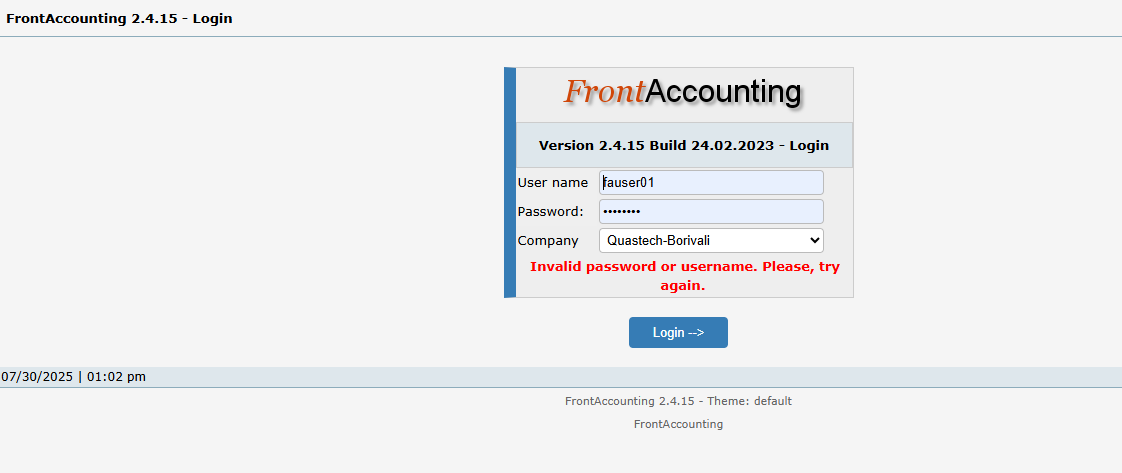 FrontAccounting 2.4.15 - Login
FrontAccounting
Version 2.4.15 Build 24.02.2023 - Login
User name fauser01
Password: ••••••••
Company Quastech-Borivali
Invalid password or username. Please, try
again.
Login -->
07/30/2025 | 01:02 pm
FrontAccounting 2.4.15 - Theme: default
FrontAccounting